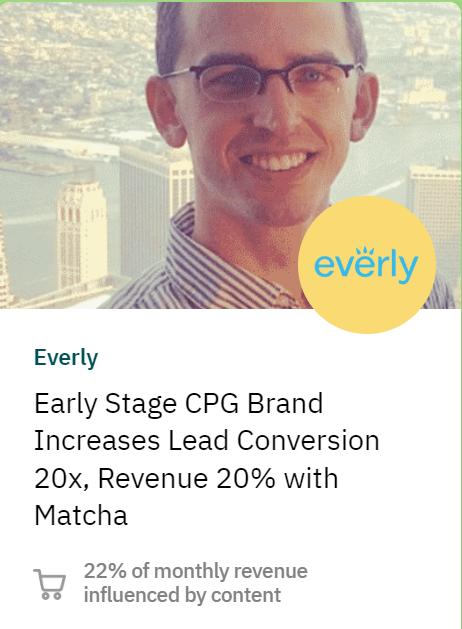 everly
Everly
Early Stage CPG Brand
Increases Lead Conversion
20x, Revenue 20% with
Matcha
22% of monthly revenue
influenced by content